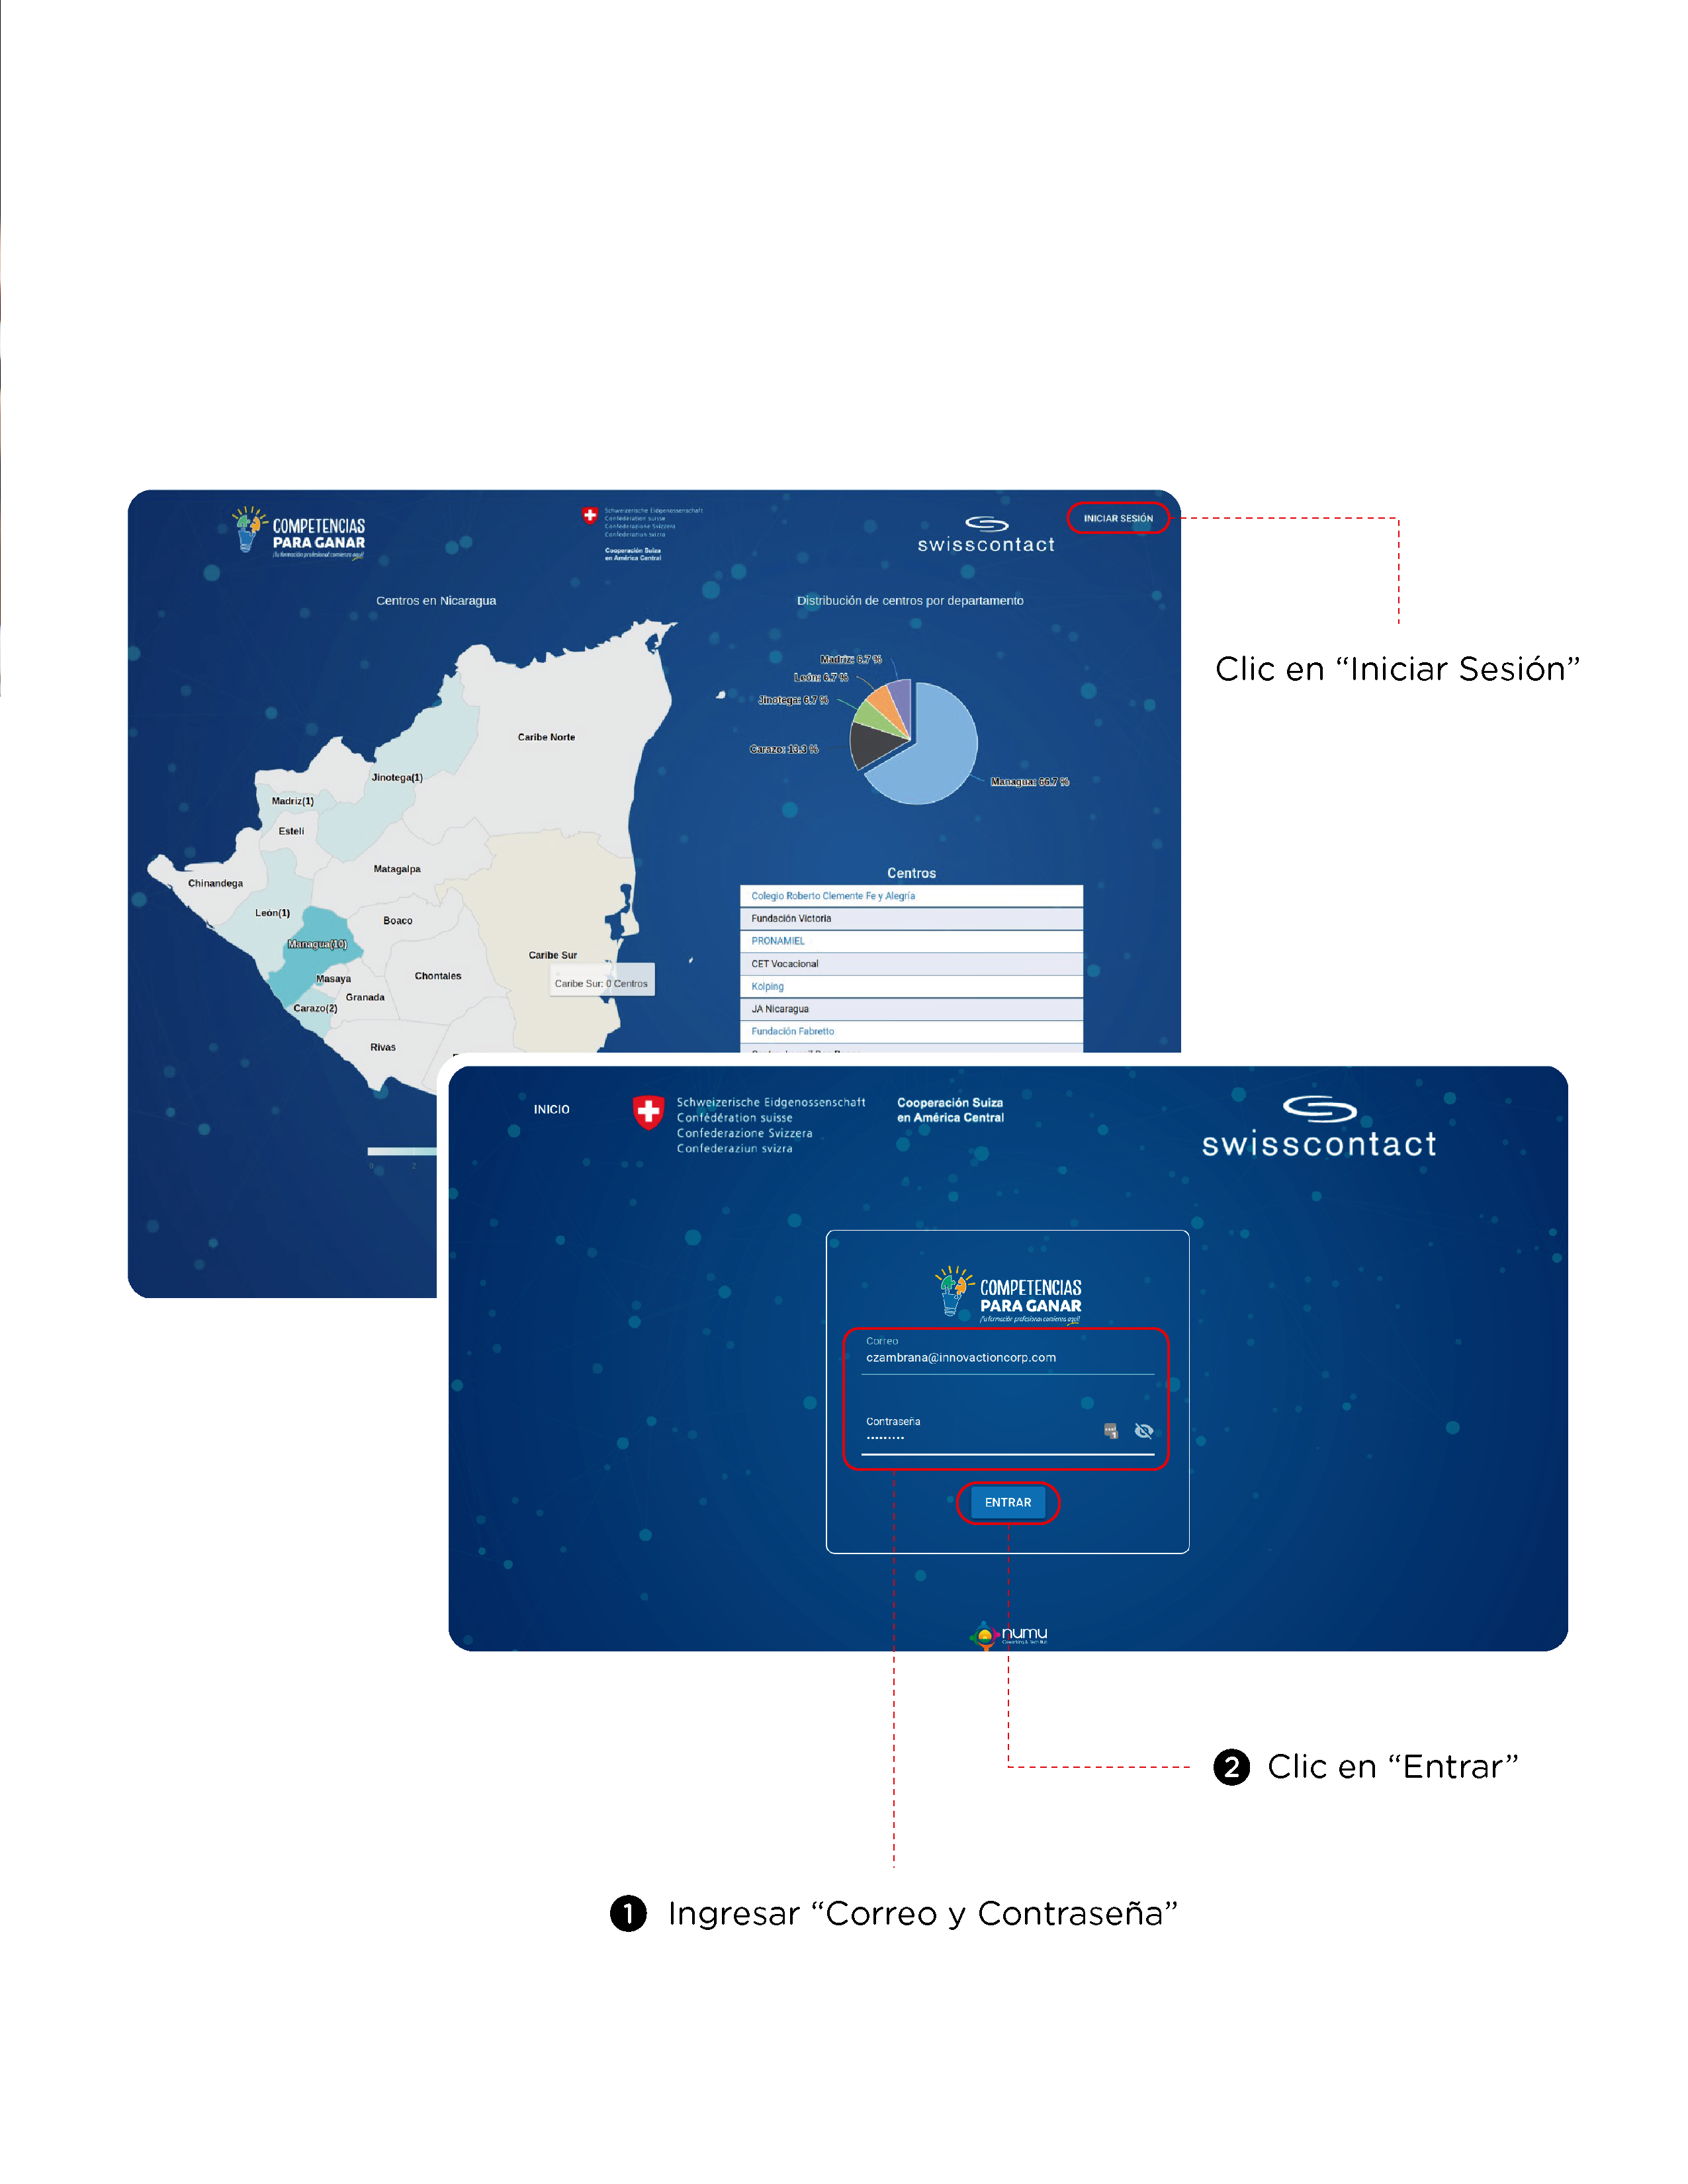 COMPETENCIAS
PARA GANAR
¡Tu formación profesional comienza aquí!
Schweizerische Eidgenossenschaft
Confédération suisse
Confederazione Svizzera
Confederaziun svizra
Cooperación Suiza
en América Central
swisscontact
INICIAR SESIÓN
Clic en “Iniciar Sesión”
Centros en Nicaragua
Caribe Norte
Jinotega(1)
Madriz(1)
Estelí
Matagalpa
Chinandega
León(1)
Boaco
Managua(10)
Caribe Sur
Chontales
Masaya
Caribe Sur: 0 Centros
Granada
Carazo(2)
Rivas
0 2
Distribución de centros por departamento
Madriz: 6.7 %
León: 6.7 %
Jinotega: 6.7 %
Carazo: 13.3 %
Managua: 66.7 %
Centros
Colegio Roberto Clemente Fe y Alegría
Fundación Victoria
PRONAMIEL
CET Vocacional
Kolping
JA Nicaragua
Fundación Fabretto
INICIO
Schweizerische Eidgenossenschaft
Confédération suisse
Confederazione Svizzera
Confederaziun svizra
Cooperación Suiza
en América Central
swisscontact
COMPETENCIAS
PARA GANAR
¡Tu formación profesional comienza aquí!
Correo
czambrana@innovactioncorp.com
Contraseña
•••••••••
ENTRAR
numu
Coworking & Tech Hub
2 Clic en “Entrar”
1 Ingresar “Correo y Contraseña”